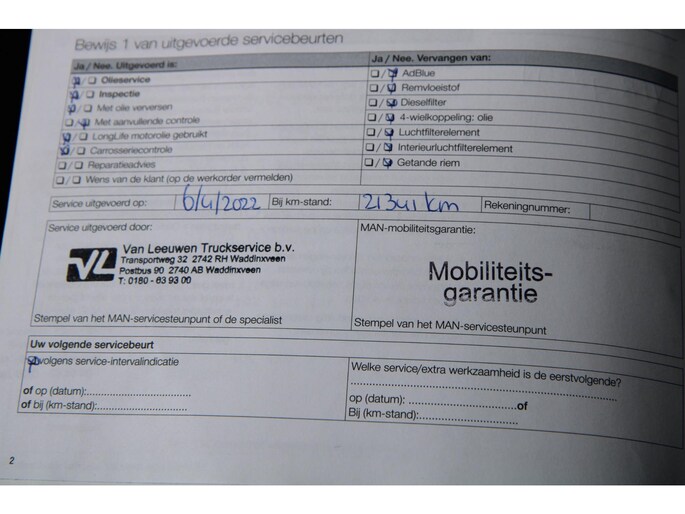 Bewijs 1 van uitgevoerde servicebeurten
Ja / Nee. Uitgevoerd is:
Olieservice
Inspectie
Met olie verversen
Met aanvullende controle
LongLife motorolie gebruikt
Carrosseriecontrole
Reparatieadvies
Wens van de klant (op de werkorder vermelden)
Ja / Nee. Vervangen van:
AdBlue
Remvloeistof
Dieselfilter
4-wielkoppeling: olie
Luchtfilterelement
Interieurluchtfilterelement
Getande riem
Service uitgevoerd op: 6/4/2022 Bij km-stand: 21341 km Rekeningnummer:
Service uitgevoerd door:
VL
Van Leeuwen Truckservice b.v.
Transportweg 32 2742 RH Waddinxveen
Postbus 90 2740 AB Waddinxveen
T: 0180 - 63 93 00
Stempel van het MAN-servicesteunpunt of de specialist
MAN-mobiliteitsgarantie:
Mobiliteits-
garantie
Stempel van het MAN-servicesteunpunt
Uw volgende servicebeurt
volgens service-intervalindicatie
of op (datum):
of bij (km-stand):
Welke service/extra werkzaamheid is de eerstvolgende?
op (datum): of
Bij (km-stand):
2